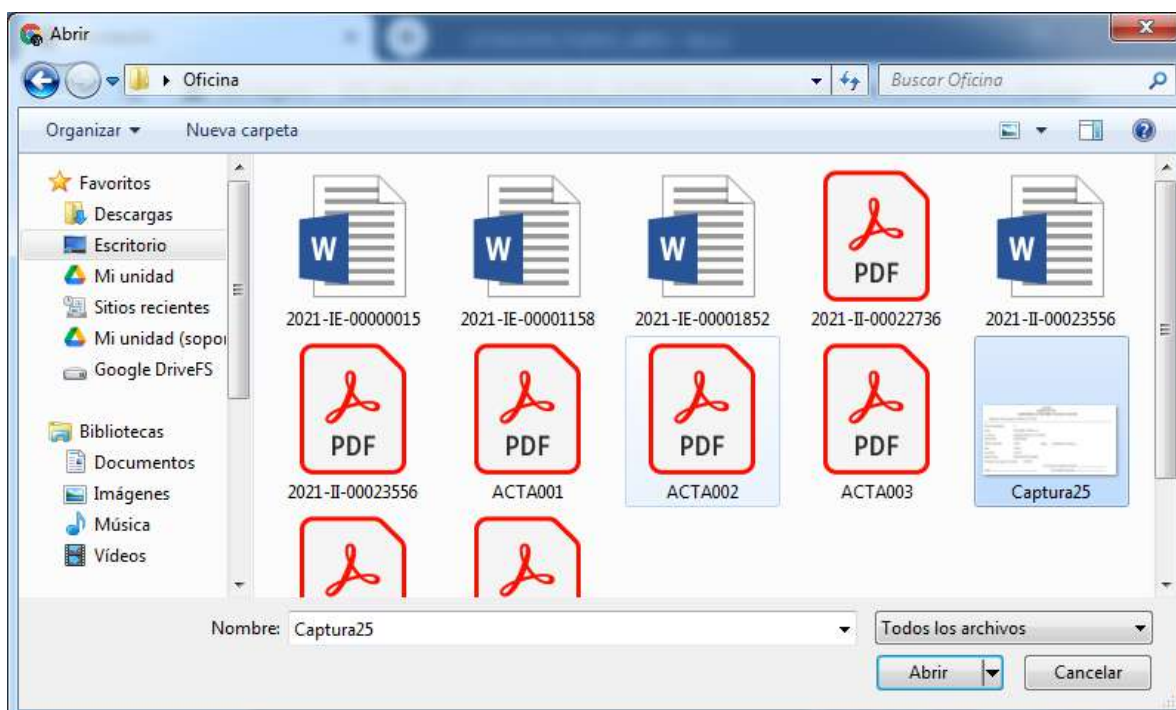 Abrir
Oficina
Buscar Oficina
Organizar
Nueva carpeta
Favoritos
Descargas
Escritorio
Mi unidad
Sitios recientes
Mi unidad (sopo
Google DriveFS
Bibliotecas
Documentos
Imágenes
Música
Vídeos
W W W PDF W
2021-IE-00000015 2021-IE-00001158 2021-IE-00001852 2021-II-00022736 2021-II-00023556
PDF PDF PDF PDF
2021-II-00023556 ACTA001 ACTA002 ACTA003 Captura25
Nombre: Captura25
Todos los archivos
Abrir
Cancelar